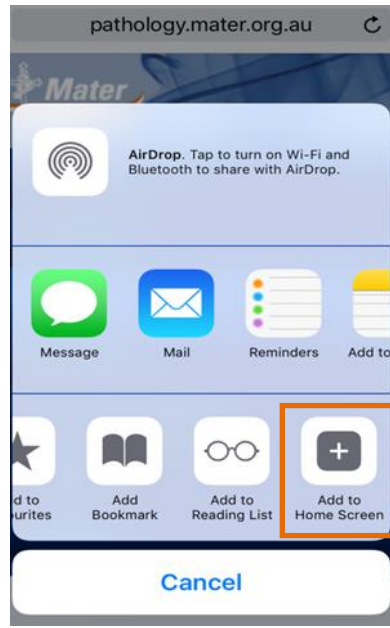 pathology.mater.org.au
Mater
AirDrop. Tap to turn on Wi-Fi and
Bluetooth to share with AirDrop.
Message
Mail
Reminders
Add to
d to
urites
Add
Bookmark
Add to
Reading List
Add to
Home Screen
Cancel